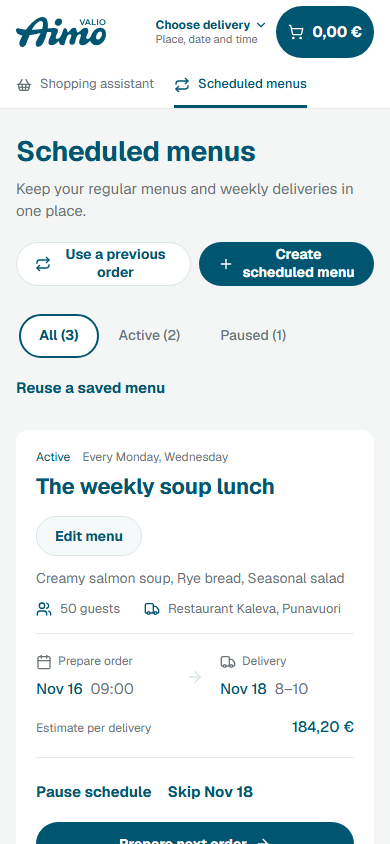 VALIO
Aimo
Choose delivery
Place, date and time
0,00 €
Shopping assistant
Scheduled menus
Scheduled menus
Keep your regular menus and weekly deliveries in
one place.
Use a previous
order
Create
scheduled menu
All (3)
Active (2)
Paused (1)
Reuse a saved menu
Active Every Monday, Wednesday
The weekly soup lunch
Edit menu
Creamy salmon soup, Rye bread, Seasonal salad
50 guests
Restaurant Kaleva, Punavuori
Prepare order
Delivery
Nov 16 09:00
Nov 18 8–10
Estimate per delivery
184,20 €
Pause schedule
Skip Nov 18
Prepare next order